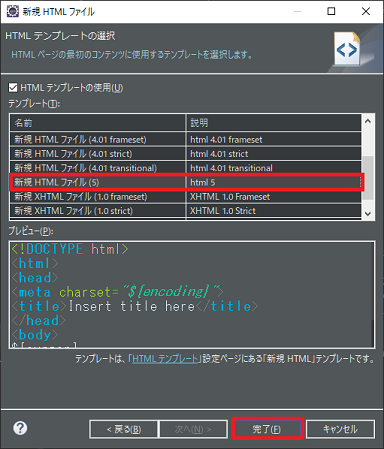 新規 HTML ファイル
HTML テンプレートの選択
HTML ページの最初のコンテンツに使用するテンプレートを選択します。
HTML テンプレートの使用(U)
テンプレート(T):
名前 説明
新規 HTML ファイル (4.01 frameset) html 4.01 frameset
新規 HTML ファイル (4.01 strict) html 4.01 strict
新規 HTML ファイル (4.01 transitional) html 4.01 transitional
新規 HTML ファイル (5) html 5
新規 XHTML ファイル (1.0 frameset) XHTML 1.0 Frameset
新規 XHTML ファイル (1.0 strict) XHTML 1.0 Strict
プレビュー(P):
<!DOCTYPE html>
<html>
<head>
<meta charset="${encoding}">
<title>Insert title here</title>
</head>
<body>
テンプレートは、「HTML テンプレート」設定ページにある「新規 HTML」テンプレートです。
< 戻る(B) 次へ(N) > 完了(F) キャンセル